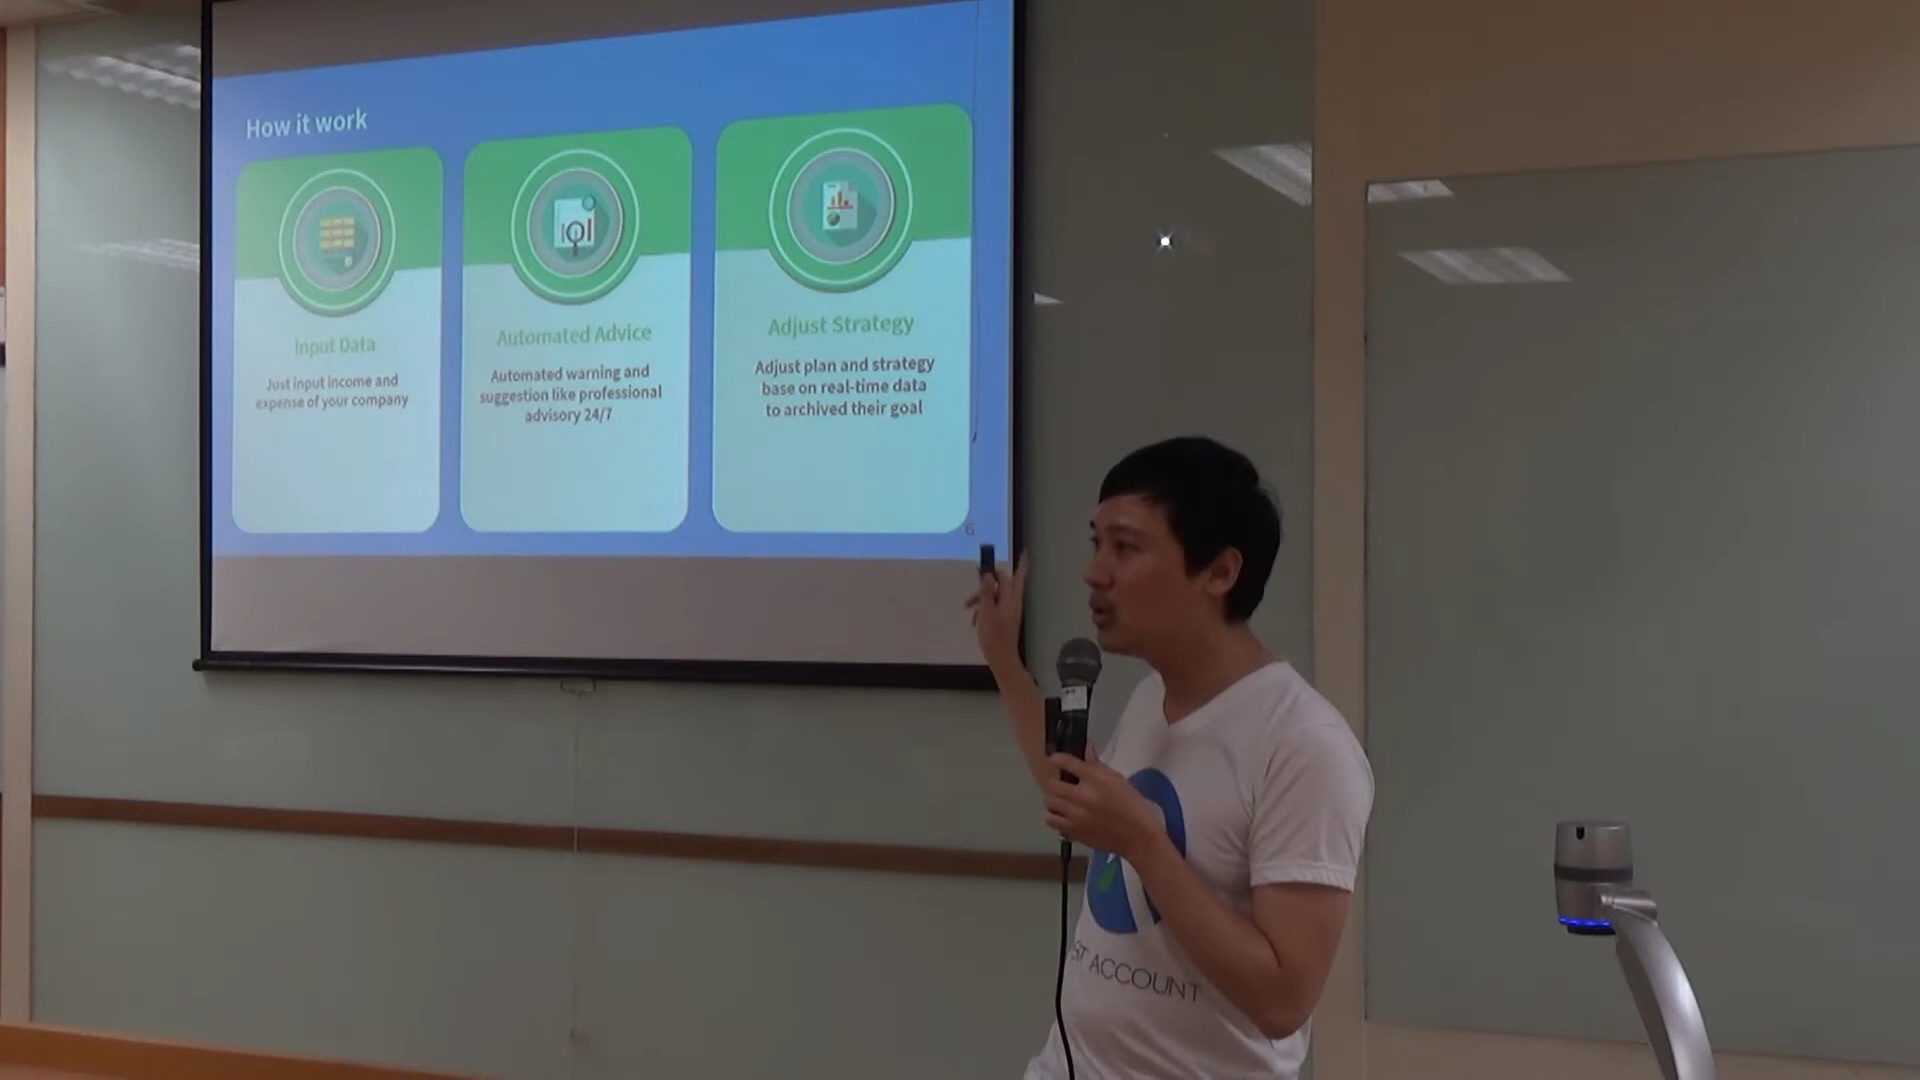 How it work
Input Data
Just input income and
expense of your company
Automated Advice
Automated warning and
suggestion like professional
advisory 24/7
Adjust Strategy
Adjust plan and strategy
base on real-time data
to archived their goal
6
ACCOUNT